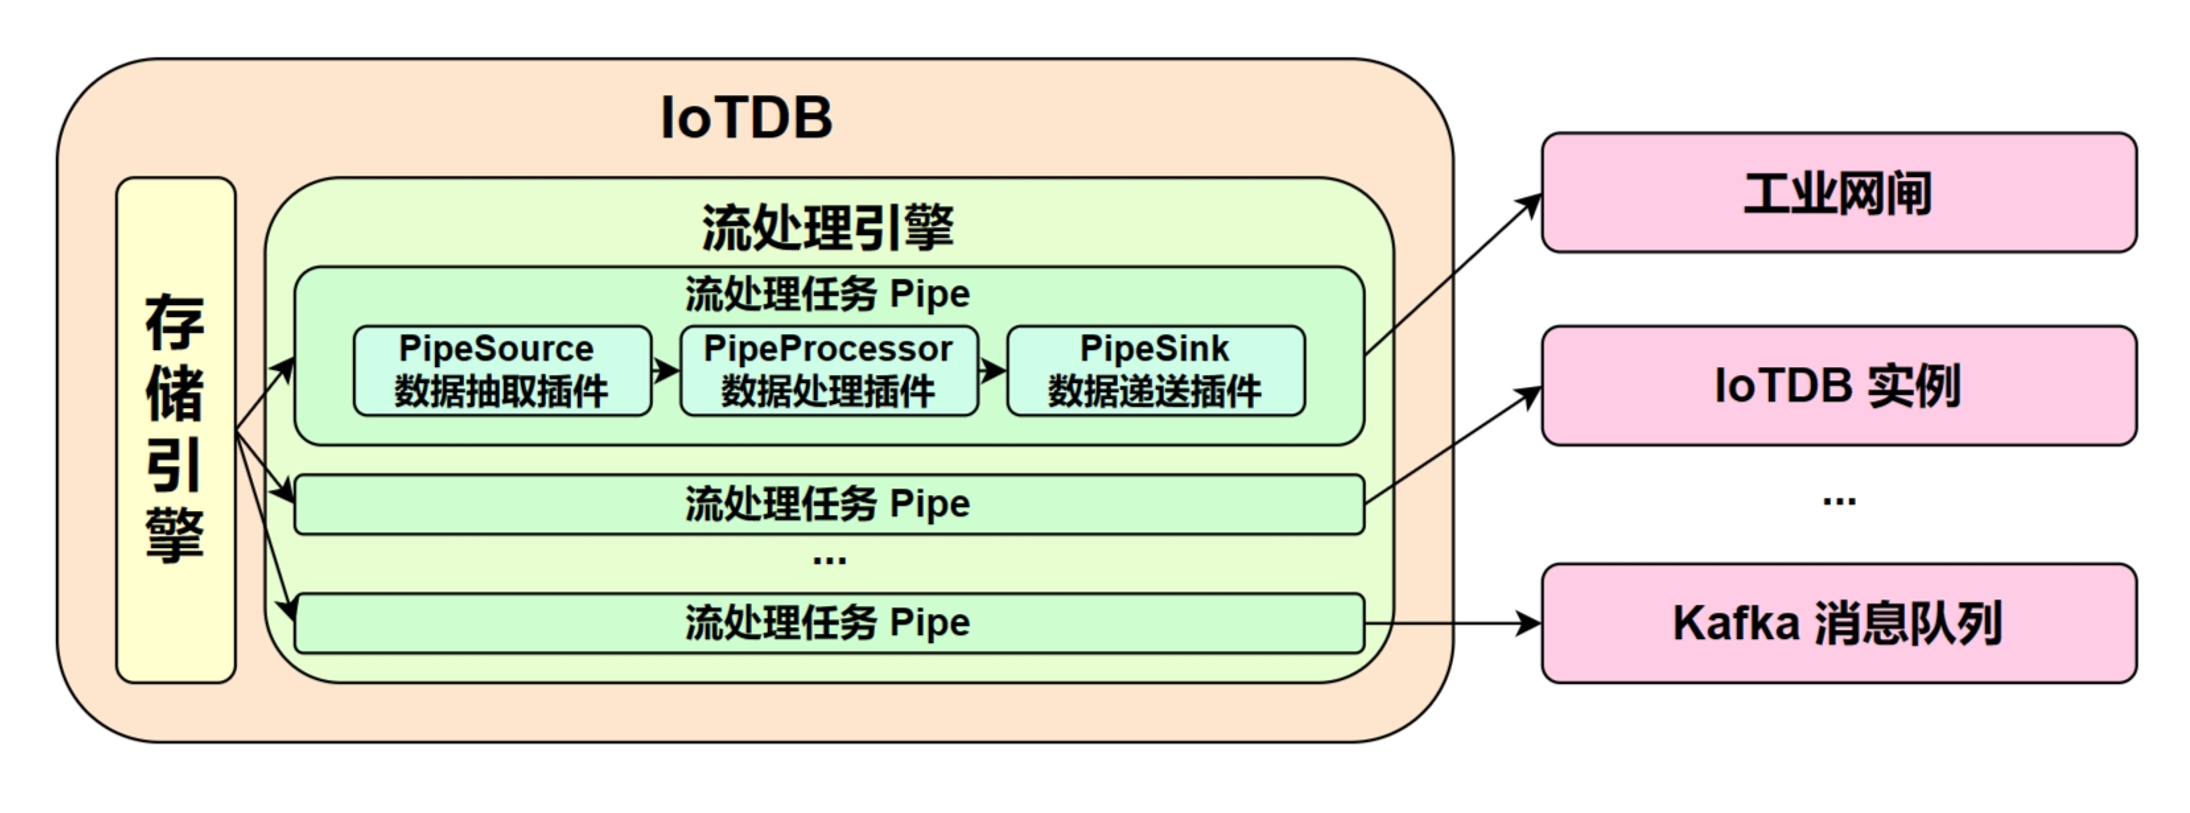 IoTDB
存
储
引
擎
流处理引擎
流处理任务 Pipe
PipeSource
数据抽取插件
PipeProcessor
数据处理插件
PipeSink
数据递送插件
流处理任务 Pipe
...
流处理任务 Pipe
工业网闸
IoTDB 实例
...
Kafka 消息队列